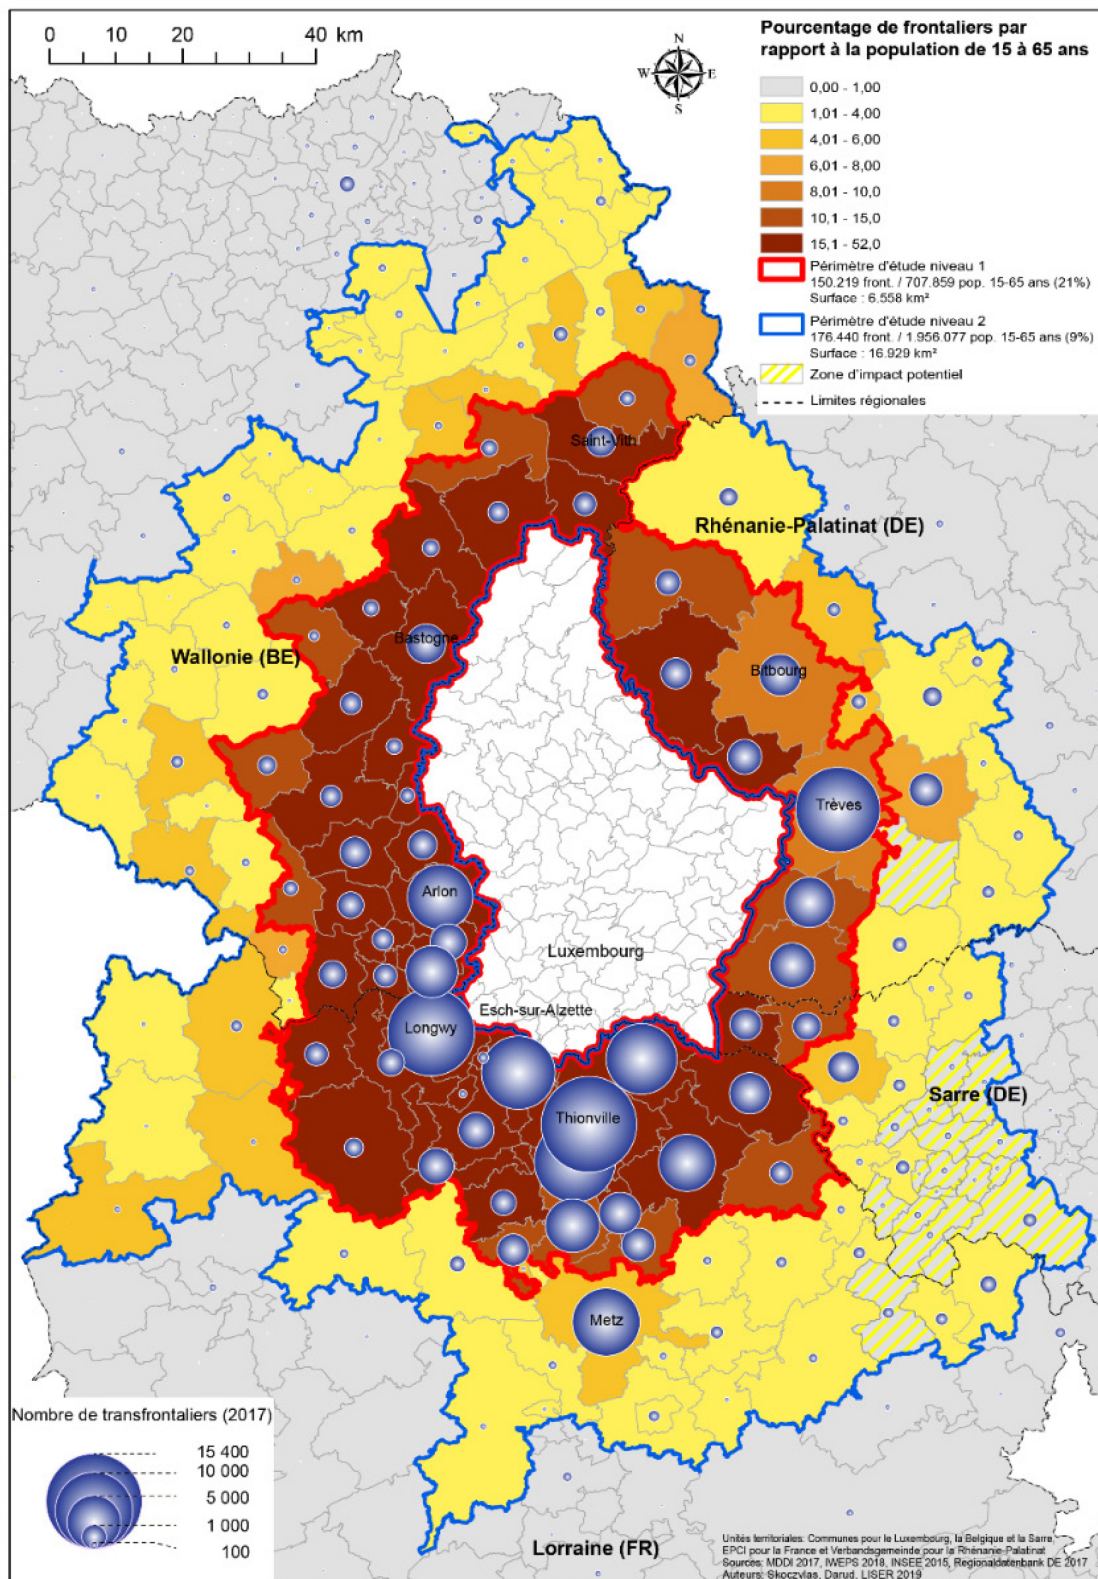 0 10 20 40 km
N
W E
S
Pourcentage de frontaliers par
rapport à la population de 15 à 65 ans
0,00 - 1,00
1,01 - 4,00
4,01 - 6,00
6,01 - 8,00
8,01 - 10,0
10,1 - 15,0
15,1 - 52,0
Périmètre d'étude niveau 1
150.219 front. / 707.859 pop. 15-65 ans (21%)
Surface : 6.558 km²
Périmètre d'étude niveau 2
176.440 front. / 1.956.077 pop. 15-65 ans (9%)
Surface : 16.929 km²
Zone d'impact potentiel
Limites régionales
Saint-Vith
Rhénanie-Palatinat (DE)
Bastogne
Wallonie (BE)
Bitbourg
Trèves
Arlon
Luxembourg
Esch-sur-Alzette
Longwy
Sarre (DE)
Thionville
Metz
Nombre de transfrontaliers (2017)
15 400
10 000
5 000
1 000
100
Lorraine (FR)
Unités territoriales: Communes pour le Luxembourg, la Belgique et la Sarre,
EPCI pour la France et Verbandsgemeinde pour la Rhénanie-Palatinat
Sources: MDDI 2017, IWEPS 2018, INSEE 2015, Regionaldatenbank DE 2017
Auteurs: Skoczylas, Darud, LISER 2019